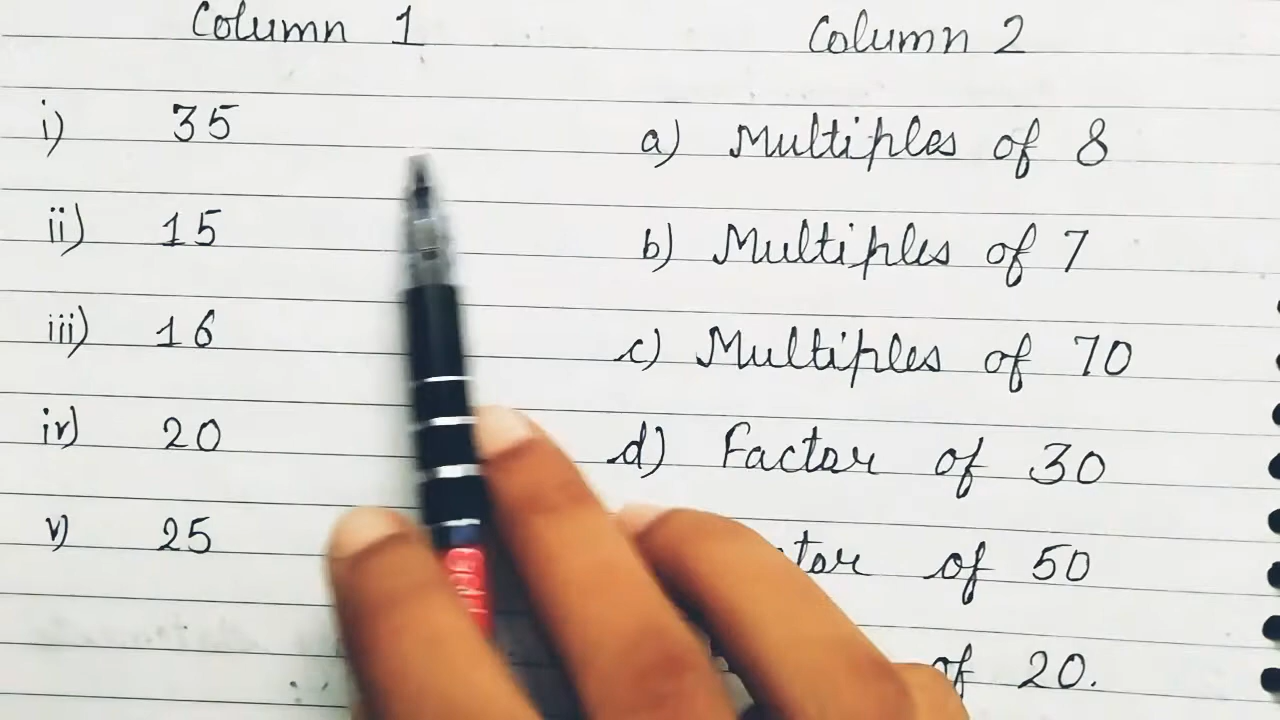 Column 1 Column 2
i) 35 a) Multiples of 8
ii) 15 b) Multiples of 7
iii) 16 c) Multiples of 70
iv) 20 d) Factor of 30
v) 25 of 50
of 20.